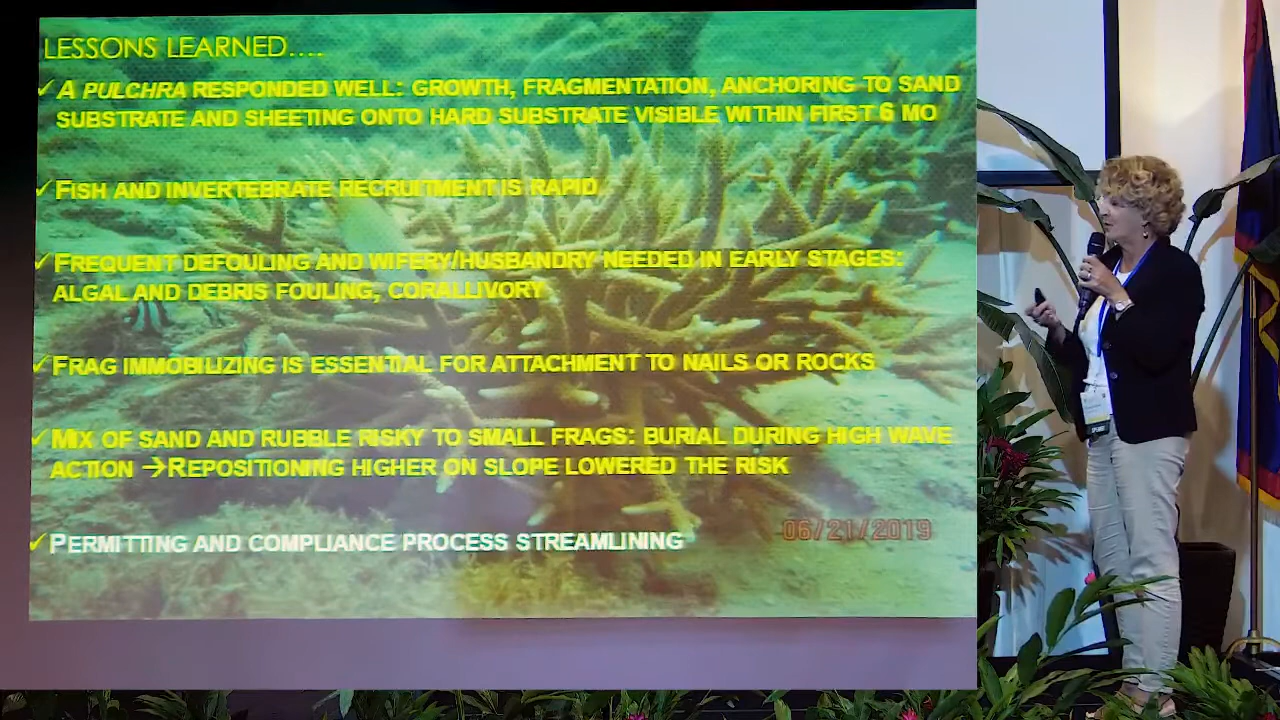 LESSONS LEARNED....
✓A PULCHRA RESPONDED WELL: GROWTH, FRAGMENTATION, ANCHORING TO SAND
SUBSTRATE AND SHEETING ONTO HARD SUBSTRATE VISIBLE WITHIN FIRST 6 MO
✓FISH AND INVERTEBRATE RECRUITMENT IS RAPID
✓FREQUENT DEFOULING AND WIFERY/HUSBANDRY NEEDED IN EARLY STAGES:
ALGAL AND DEBRIS FOULING, CORALLIVORY
✓FRAG IMMOBILIZING IS ESSENTIAL FOR ATTACHMENT TO NAILS OR ROCKS
✓MIX OF SAND AND RUBBLE RISKY TO SMALL FRAGS: BURIAL DURING HIGH WAVE
ACTION →REPOSITIONING HIGHER ON SLOPE LOWERED THE RISK
06/21/2019
✓PERMITTING AND COMPLIANCE PROCESS STREAMLINING